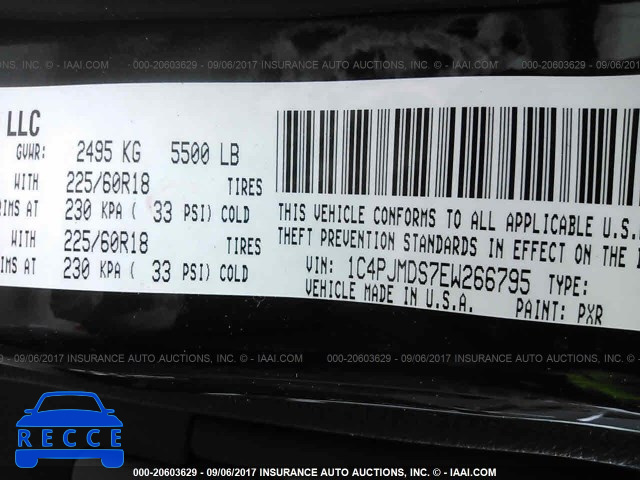 INC. - © IAAI.COM 000-20603629 - 09/06/2017 INSURANCE AUTO AUCTIONS, INC. - © IAAI.COM 000-20603629 - 09/06/2017 INSURANCE AUTO
LLC
GVWR: 2495 KG 5500 LB
WITH 225/60R18 TIRES
RIMS AT 230 KPA ( 33 PSI) COLD
WITH 225/60R18 TIRES
RIMS AT 230 KPA ( 33 PSI) COLD
THIS VEHICLE CONFORMS TO ALL APPLICABLE U.S.
THEFT PREVENTION STANDARDS IN EFFECT ON THE
VIN: 1C4PJMDS7EW266795 TYPE:
VEHICLE MADE IN U.S.A. PAINT: PXR
/06/2017 INSURANCE AUTO AUCTIONS, INC. - © IAAI.COM 000-20603629 - 09/06/2017 INSURANCE AUTO AUCTIONS, INC. - © IAAI.COM
RECCE
000-20603629 - 09/06/2017 INSURANCE AUTO AUCTIONS, INC. - © IAAI.COM